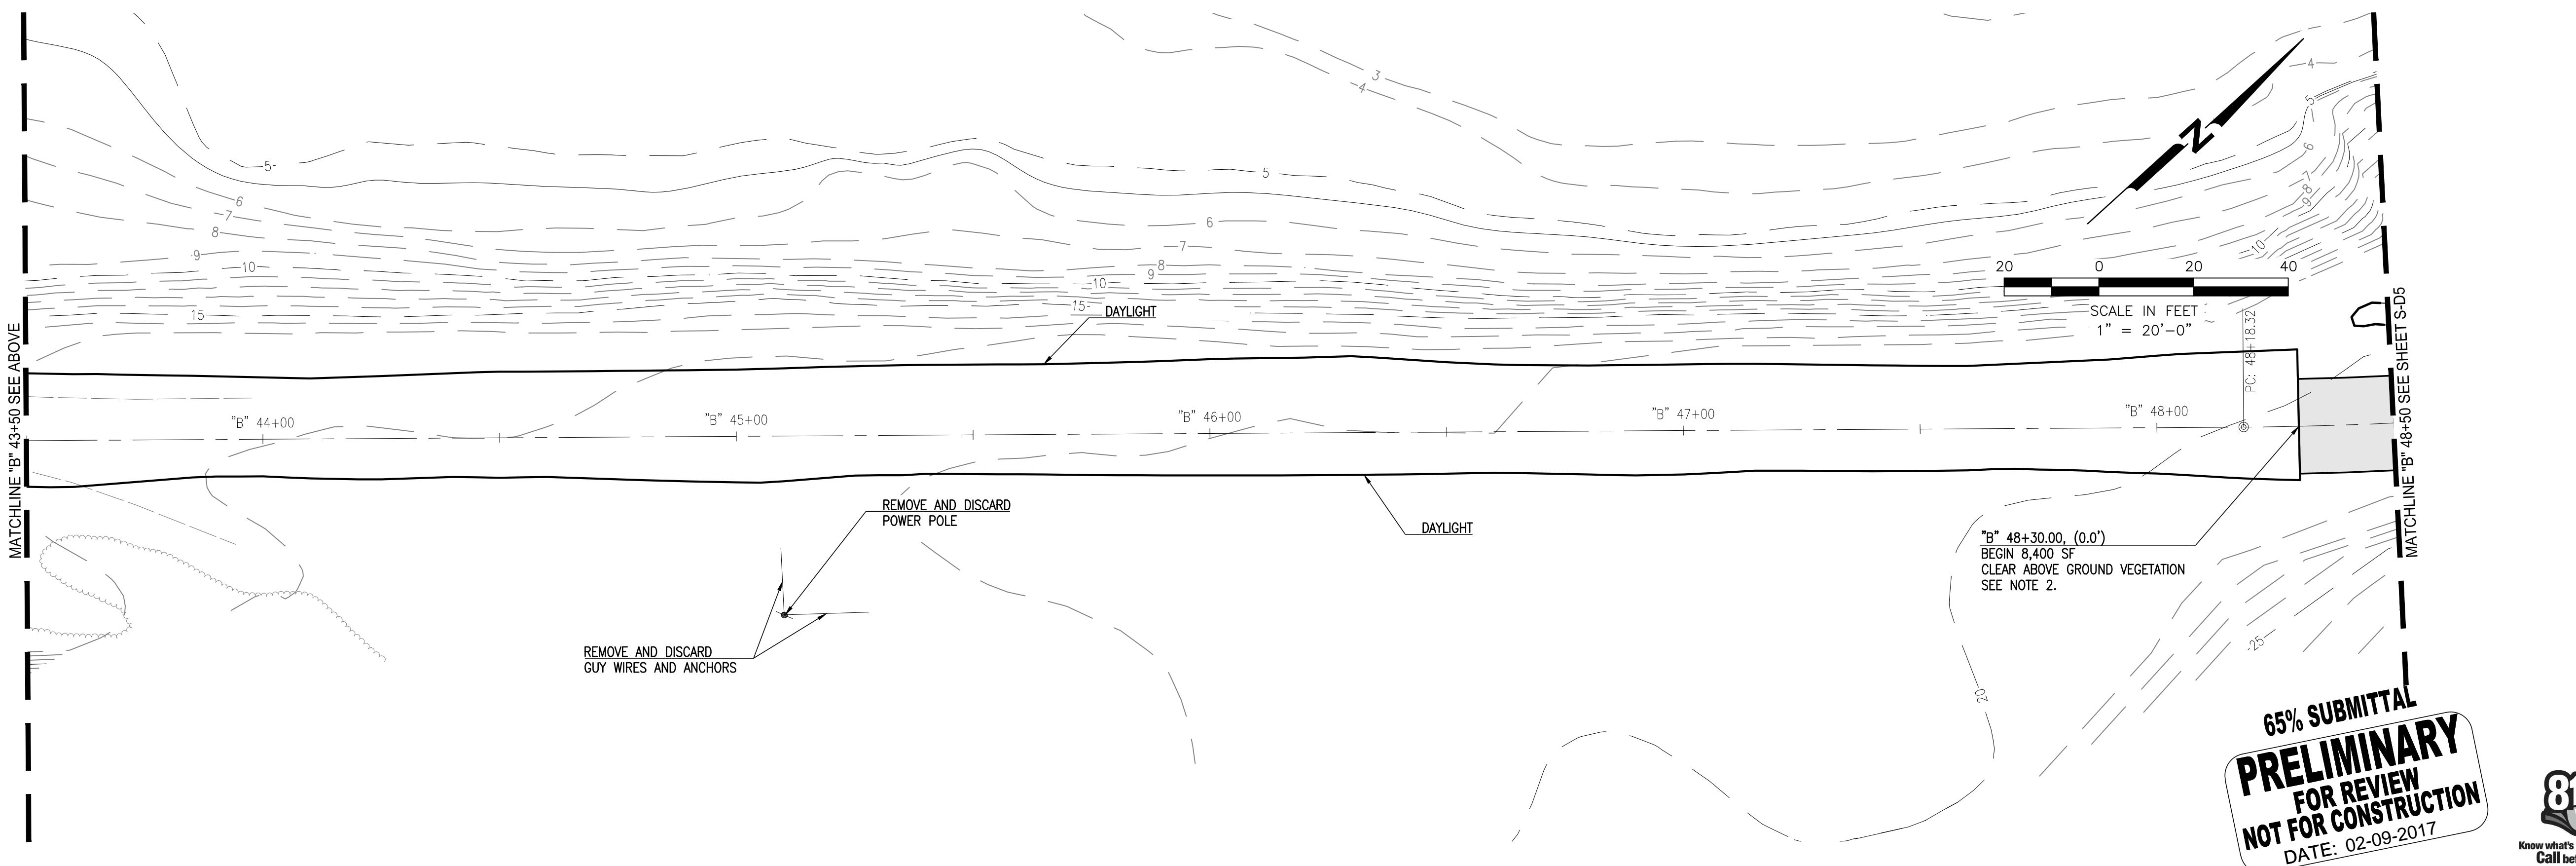 3
4
4
5
5
5
6
6
6
7
7
7
8
8
8
9
9
9
10
10
10
15
15
20 0 20 40
SCALE IN FEET
1" = 20'-0"
N
DAYLIGHT
PC: 48+18.32
MATCHLINE "B" 43+50 SEE ABOVE
MATCHLINE "B" 48+50 SEE SHEET S-D5
"B" 44+00
"B" 45+00
"B" 46+00
"B" 47+00
"B" 48+00
REMOVE AND DISCARD
POWER POLE
DAYLIGHT
"B" 48+30.00, (0.0')
BEGIN 8,400 SF
CLEAR ABOVE GROUND VEGETATION
SEE NOTE 2.
REMOVE AND DISCARD
GUY WIRES AND ANCHORS
20
25
65% SUBMITTAL
PRELIMINARY
FOR REVIEW
NOT FOR CONSTRUCTION
DATE: 02-09-2017
Know what's
Call